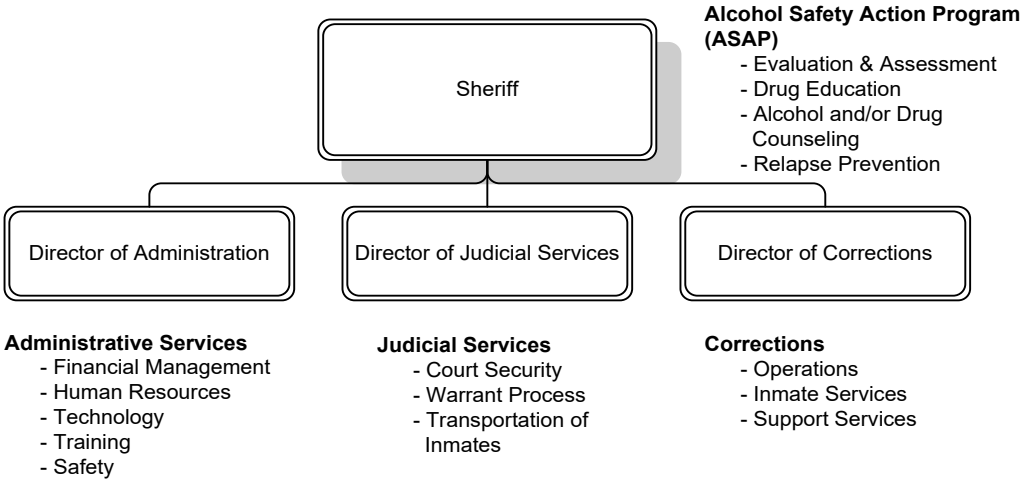 Sheriff
Alcohol Safety Action Program
(ASAP)
- Evaluation & Assessment
- Drug Education
- Alcohol and/or Drug
Counseling
- Relapse Prevention
Director of Administration
Director of Judicial Services
Director of Corrections
Administrative Services
- Financial Management
- Human Resources
- Technology
- Training
- Safety
Judicial Services
- Court Security
- Warrant Process
- Transportation of
Inmates
Corrections
- Operations
- Inmate Services
- Support Services